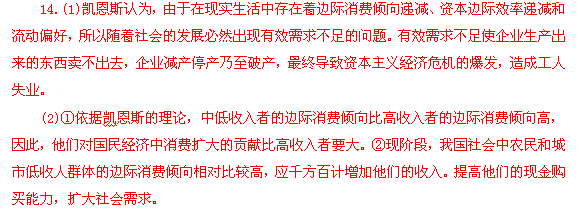 14.(1)凯恩斯认为，由于在现实生活中存在着边际消费倾向递减、资本边际效率递减和
流动偏好，所以随着社会的发展必然出现有效需求不足的问题。有效需求不足使企业生产出
来的东西卖不出去，企业减产停产乃至破产，最终导致资本主义经济危机的爆发，造成工人
失业。
(2)①依据凯恩斯的理论，中低收入者的边际消费倾向比高收入者的边际消费倾向高，
因此，他们对国民经济中消费扩大的贡献比高收入者要大。②现阶段，我国社会中农民和城
市低收人群体的边际消费倾向相对比较高，应千方百计增加他们的收入。提高他们的现金购
买能力，扩大社会需求。